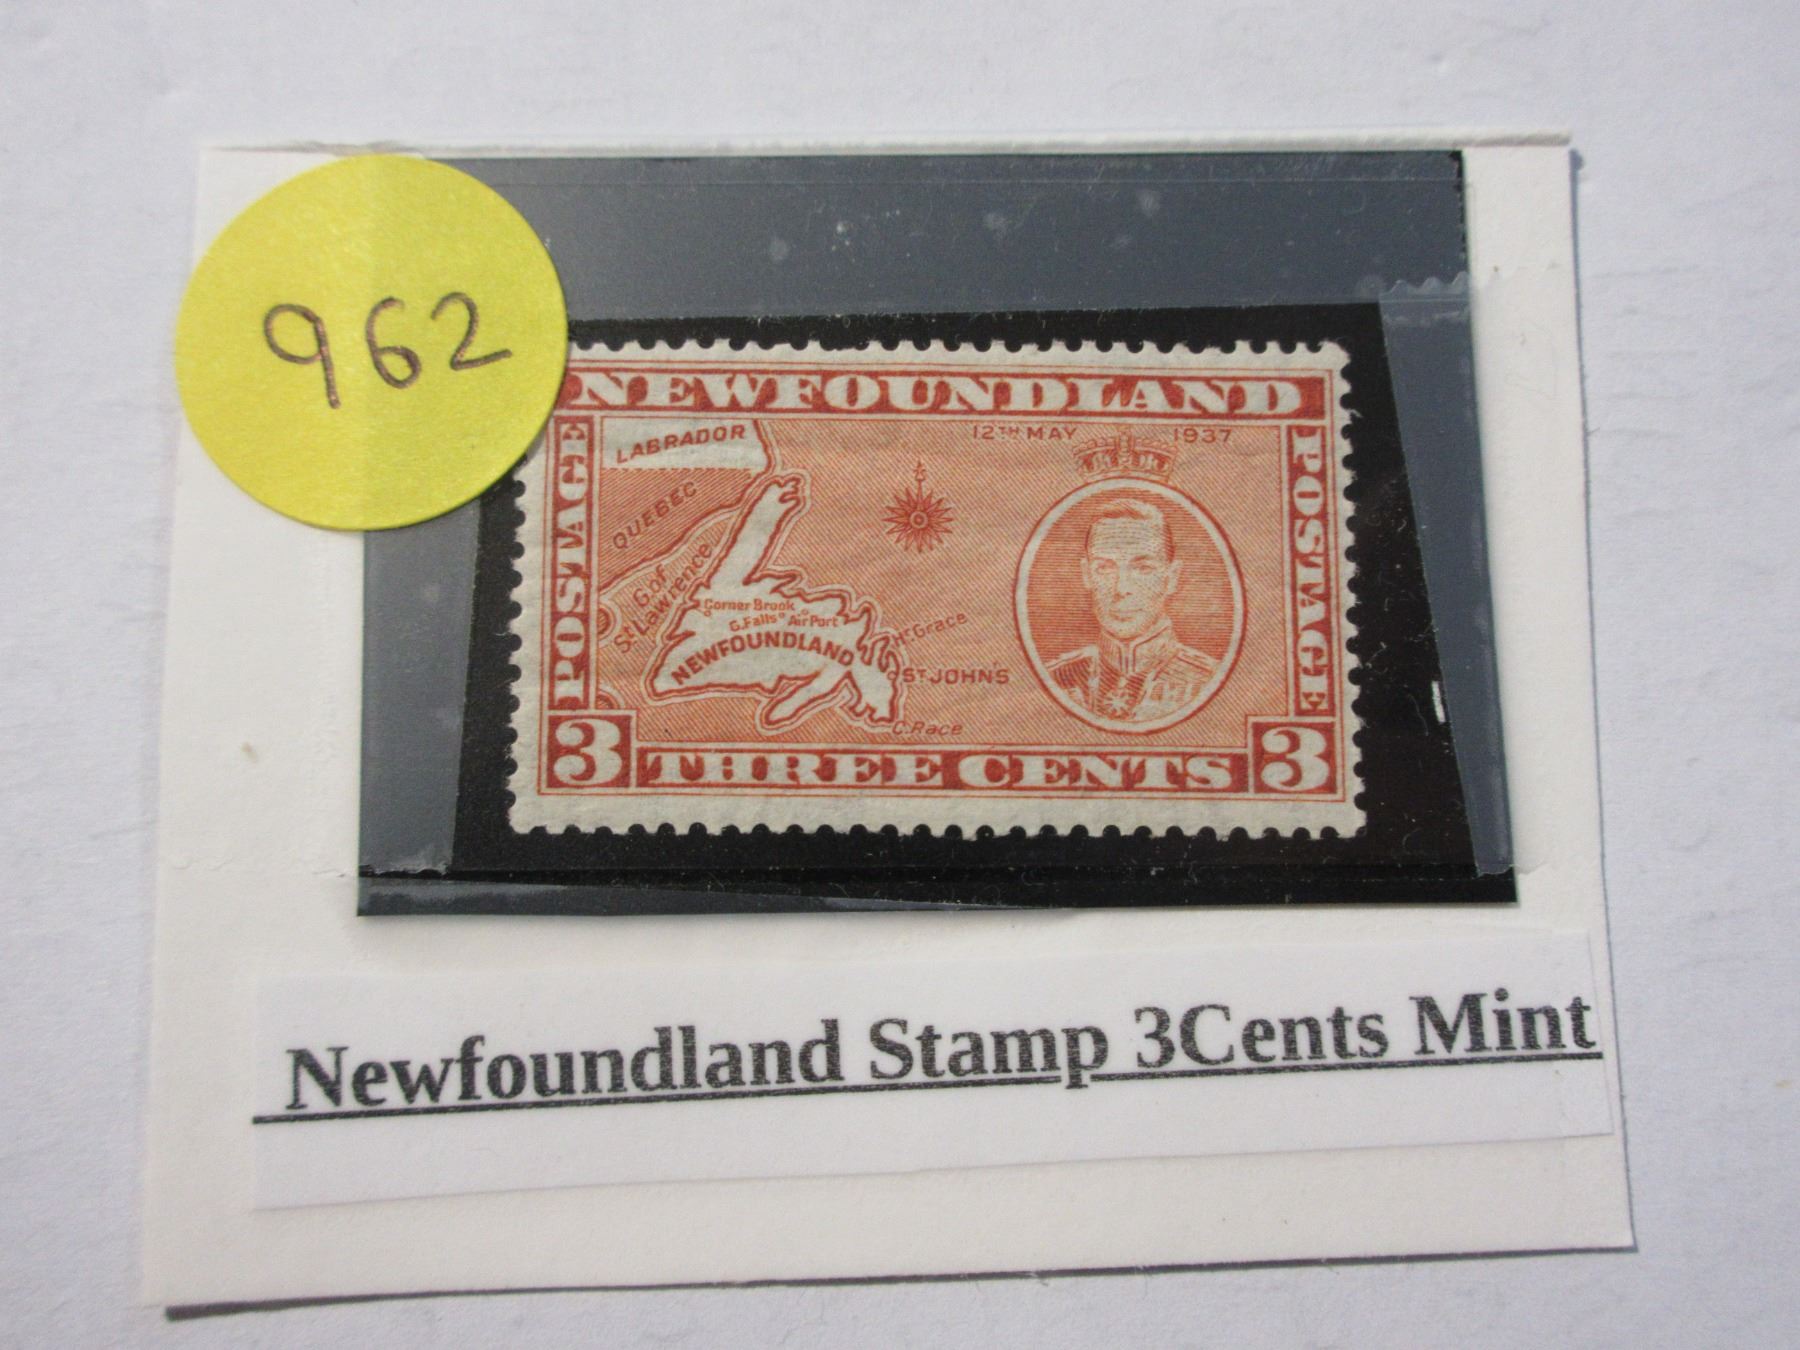 962
NEWFOUNDLAND
POSTAGE
POSTAGE
LABRADOR
12TH MAY 1937
QUEBEC
G. of
St Lawrence
Corner Brook
G.Falls Air Port
NEWFOUNDLAND
Hr Grace
ST JOHN'S
C. Race
3 THREE CENTS 3
Newfoundland Stamp 3Cents Mint